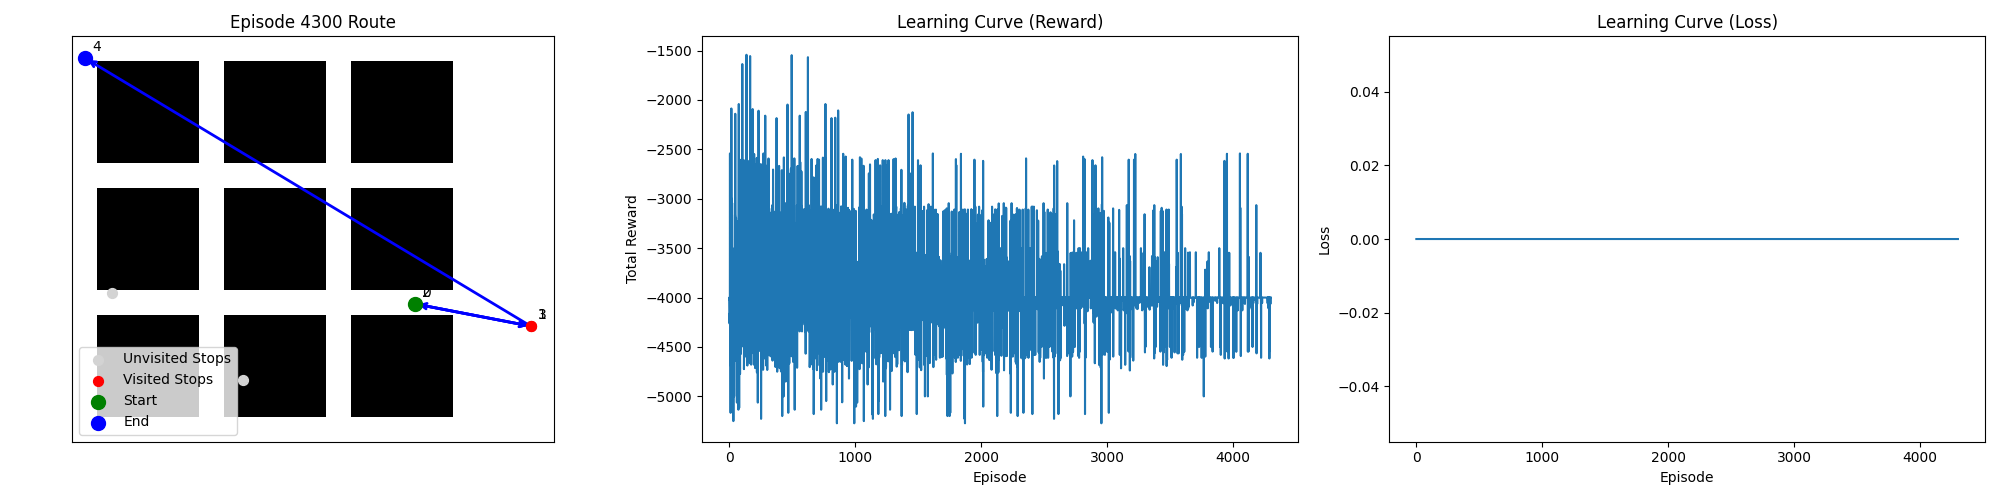 Episode 4300 Route
4
3
Unvisited Stops
Visited Stops
Start
End
Learning Curve (Reward)
Total Reward
−1500
−2000
−2500
−3000
−3500
−4000
−4500
−5000
0 1000 2000 3000 4000
Episode
Learning Curve (Loss)
Loss
0.04
0.02
0.00
−0.02
−0.04
0 1000 2000 3000 4000
Episode